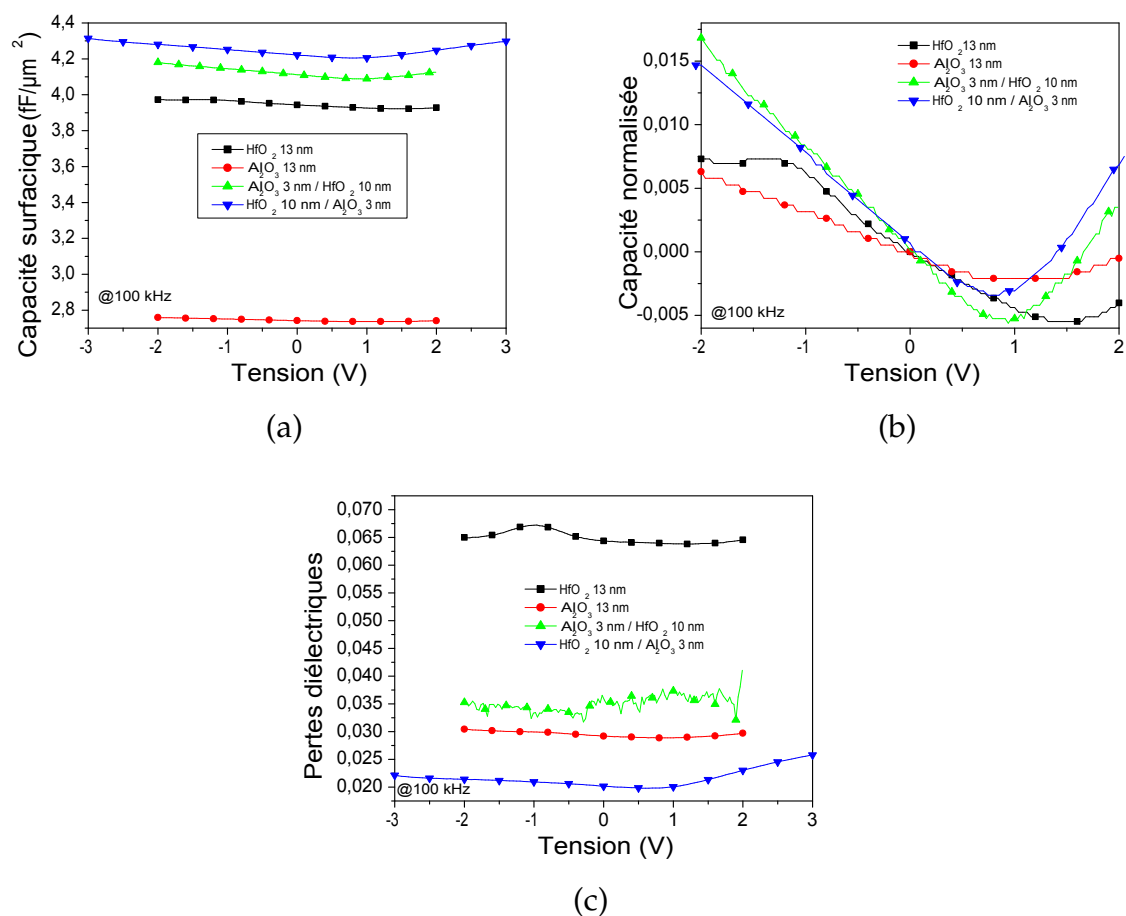 (a)
Capacité surfacique (fF/µm ²)
4,4
4,2
4,0
3,8
3,6
3,4
3,2
3,0
2,8
HfO ₂ 13 nm
Al₂O₃ 13 nm
Al₂O₃ 3 nm / HfO ₂ 10 nm
HfO ₂ 10 nm / Al₂O₃ 3 nm
@100 kHz
-3 -2 -1 0 1 2 3
Tension (V)
(b)
Capacité normalisée
0,015
0,010
0,005
0,000
-0,005
HfO ₂ 13 nm
Al₂O₃ 13 nm
Al₂O₃ 3 nm / HfO ₂ 10 nm
HfO ₂ 10 nm / Al₂O₃ 3 nm
@100 kHz
-2 -1 0 1 2
Tension (V)
(c)
Pertes diélectriques
0,070
0,065
0,060
0,055
0,050
0,045
0,040
0,035
0,030
0,025
0,020
HfO ₂ 13 nm
Al₂O₃ 13 nm
Al₂O₃ 3 nm / HfO ₂ 10 nm
HfO ₂ 10 nm / Al₂O₃ 3 nm
@100 kHz
-3 -2 -1 0 1 2 3
Tension (V)